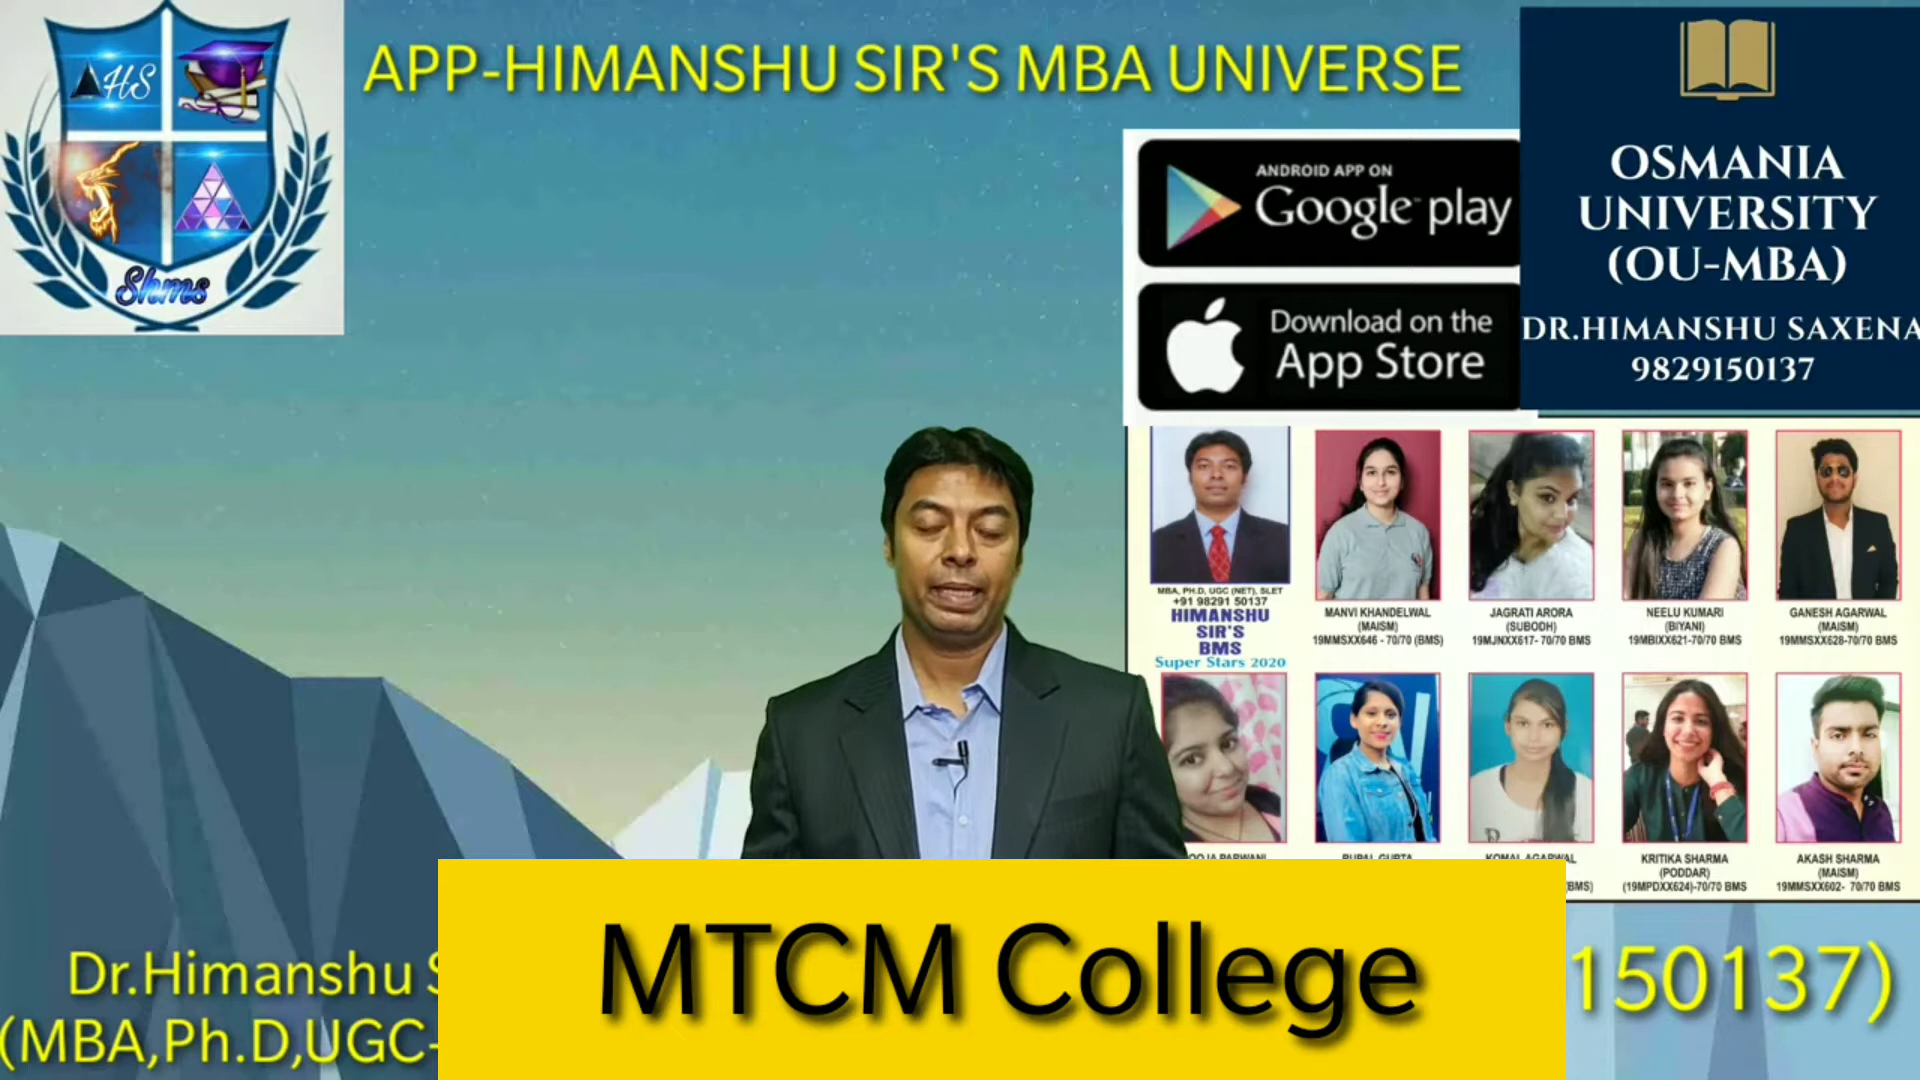 AHS
Shms
APP-HIMANSHU SIR'S MBA UNIVERSE
ANDROID APP ON
Google play
Download on the
App Store
OSMANIA
UNIVERSITY
(OU-MBA)
DR.HIMANSHU SAXENA
9829150137
MBA, PH.D, UGC (NET), SLET
+91 98291 50137
HIMANSHU
SIR'S
BMS
Super Stars 2020
MANVI KHANDELWAL
(MAISM)
19MMSXX646 - 70/70 (BMS)
JAGRATI ARORA
(SUBODH)
19MJNXX617- 70/70 BMS
NEELU KUMARI
(BIYANI)
19MBIXX621-70/70 BMS
GANESH AGARWAL
(MAISM)
19MMSXX628-70/70 BMS
KRITIKA SHARMA
(PODDAR)
(19MPDXX624)-70/70 BMS
AKASH SHARMA
(MAISM)
19MMSXX602- 70/70 BMS
BMS)
Dr.Himanshu
150137)
(MBA,Ph.D,UGC-
MTCM College